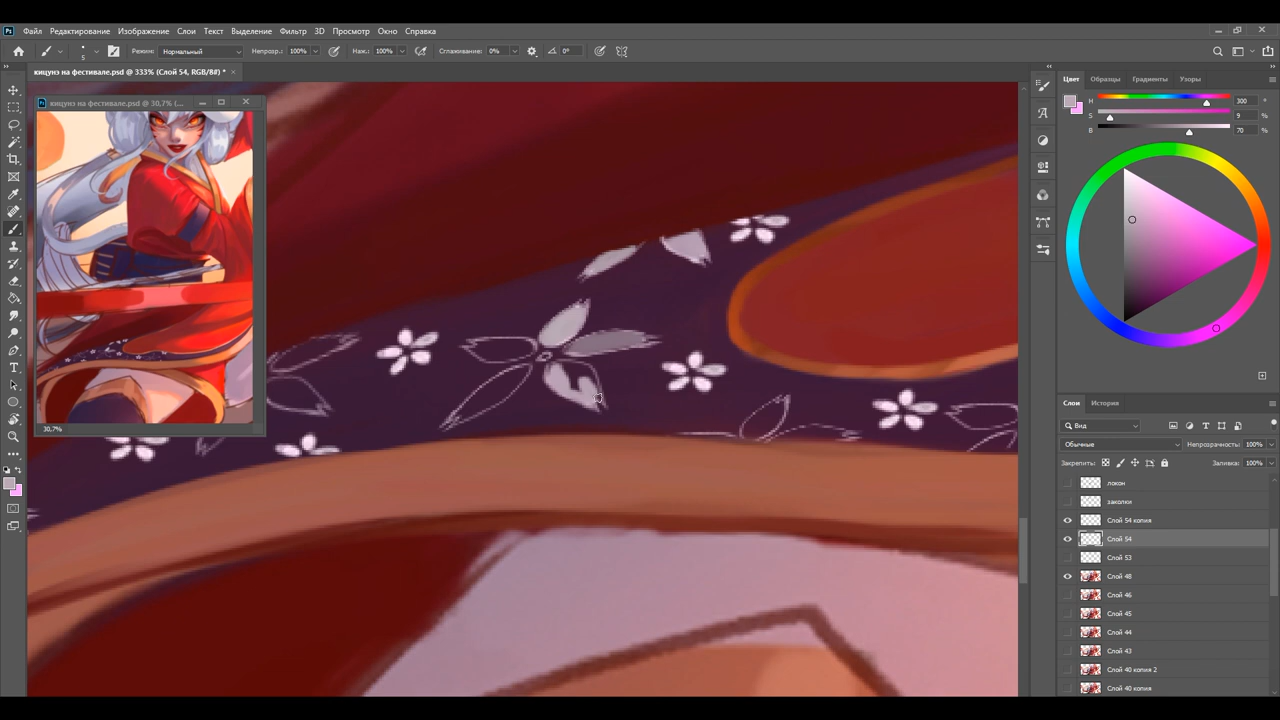 Ps Файл Редактирование Изображение Слои Текст Выделение Фильтр 3D Просмотр Окно Справка
5 Режим: Нормальный Непрозр.: 100% Наж.: 100% Сглаживание: 0% 0°
кицунэ на фестивале.psd @ 333% (Слой 54, RGB/8#) * ×
кицунэ на фестивале.psd @ 30,7% (...
30,7%
Цвет Образцы Градиенты Узоры
H 300 °
S 9 %
B 70 %
Слои История
Вид
Обычные Непрозрачность: 100%
Закрепить: Заливка: 100%
локон
заколки
Слой 54 копия
Слой 54
Слой 53
Слой 48
Слой 46
Слой 45
Слой 44
Слой 43
Слой 40 копия 2
Слой 40 копия